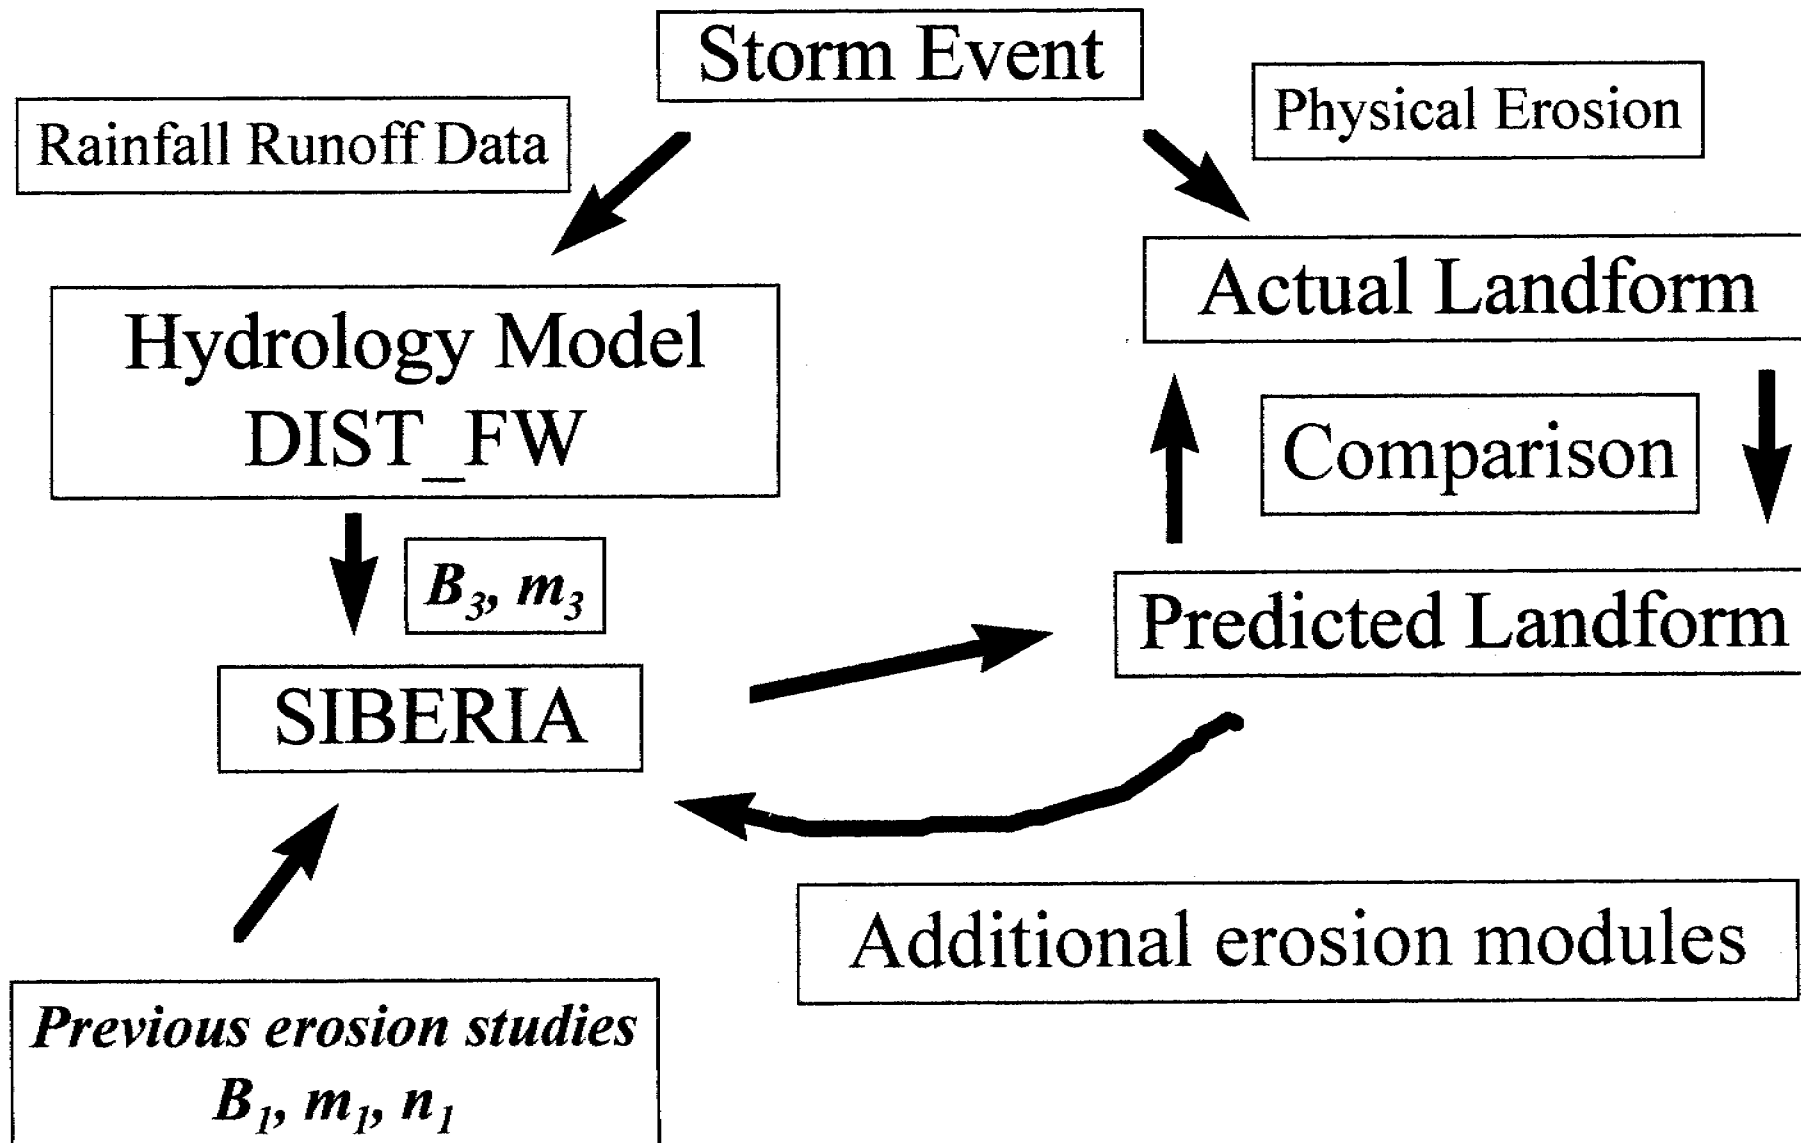 Storm Event
Rainfall Runoff Data
Physical Erosion
Hydrology Model
DIST_FW
Actual Landform
Comparison
B3, m3
Predicted Landform
SIBERIA
Additional erosion modules
Previous erosion studies
B1, m1, n1